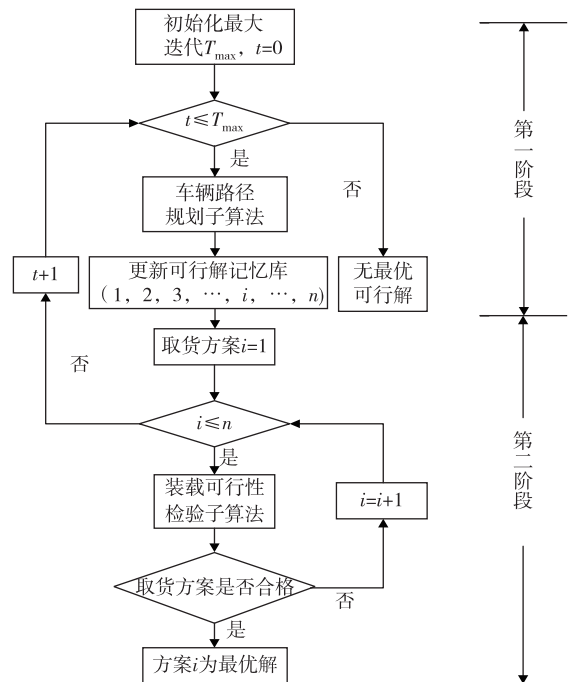 初始化最大
迭代Tmax，t=0
t≤Tmax
是
否
车辆路径
规划子算法
t+1
更新可行解记忆库
（1，2，3，…，i，…，n)
无最优
可行解
取货方案i=1
否
i≤n
是
装载可行性
检验子算法
i=i+1
取货方案是否合格
否
是
方案i为最优解
第一阶段
第二阶段